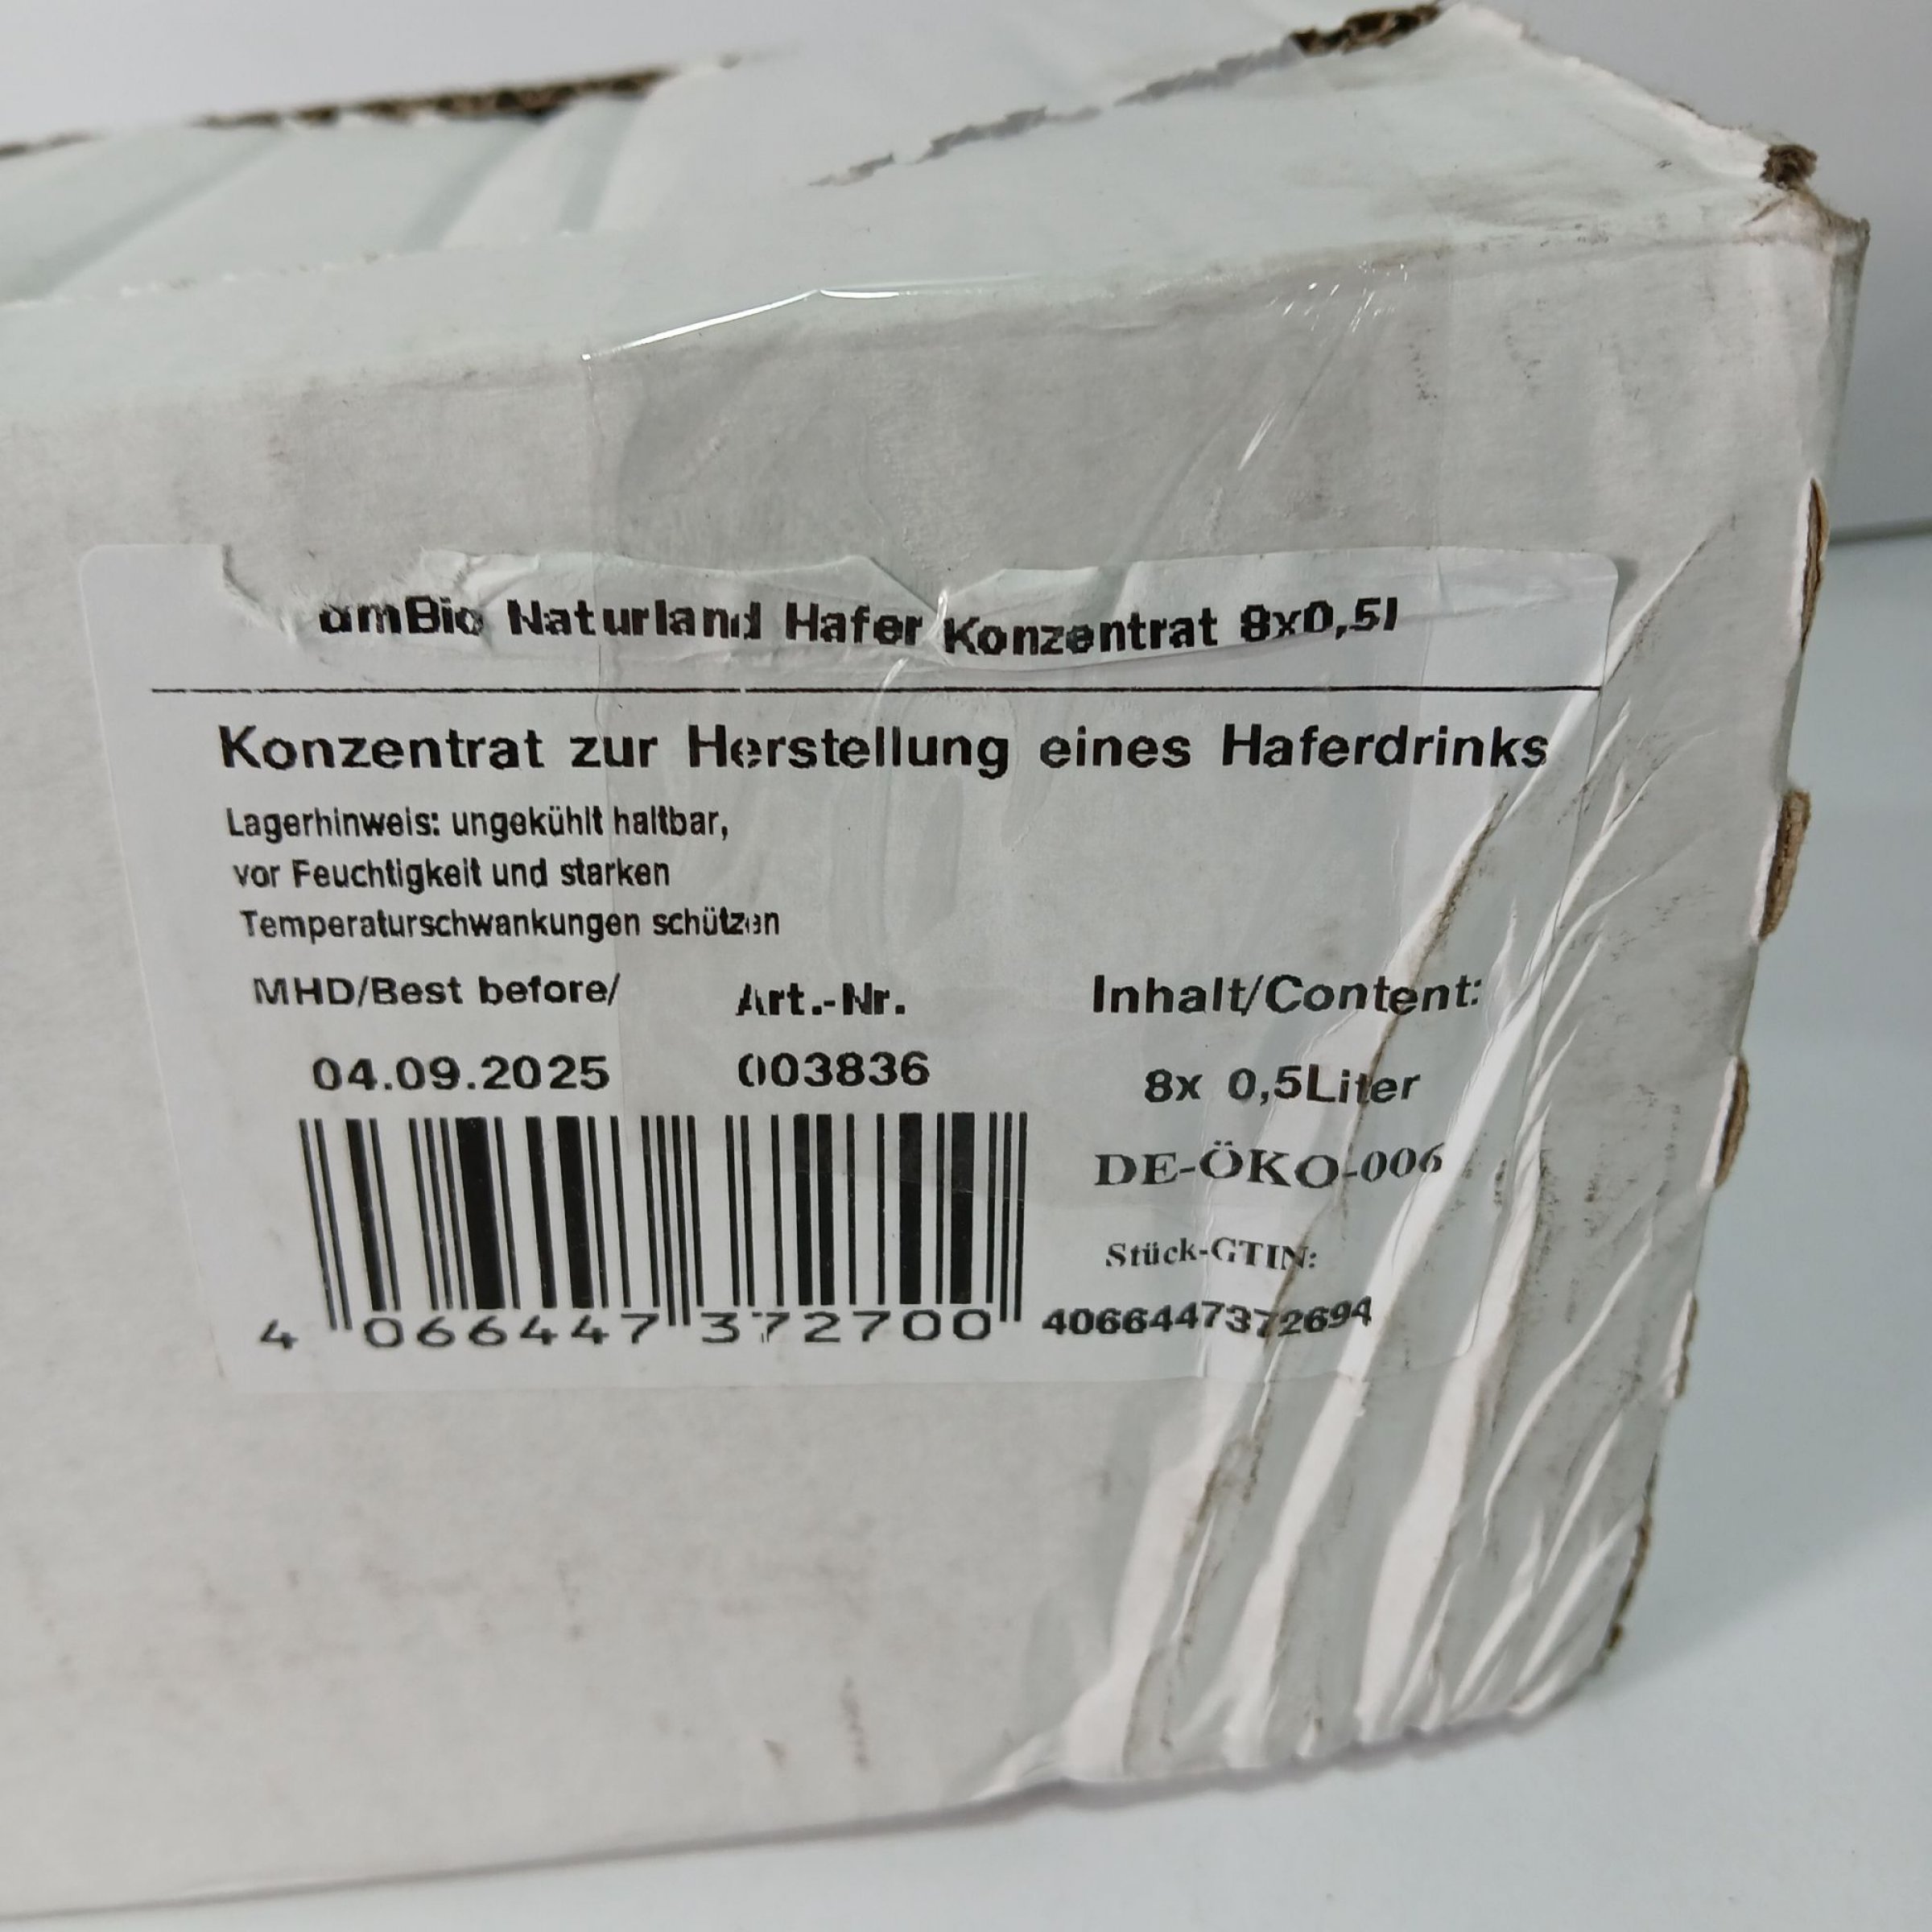 Naturland Hafer Konzentrat 8x0,5l
Konzentrat zur Herstellung eines Haferdrinks
Lagerhinweis: ungekühlt haltbar,
vor Feuchtigkeit und starken
Temperaturschwankungen schützen
MHD/Best before/ Art.-Nr. Inhalt/Content:
04.09.2025 003836 8x 0,5Liter
DE-ÖKO-006
Stück-GTIN:
4 066447 372700 4066447372694